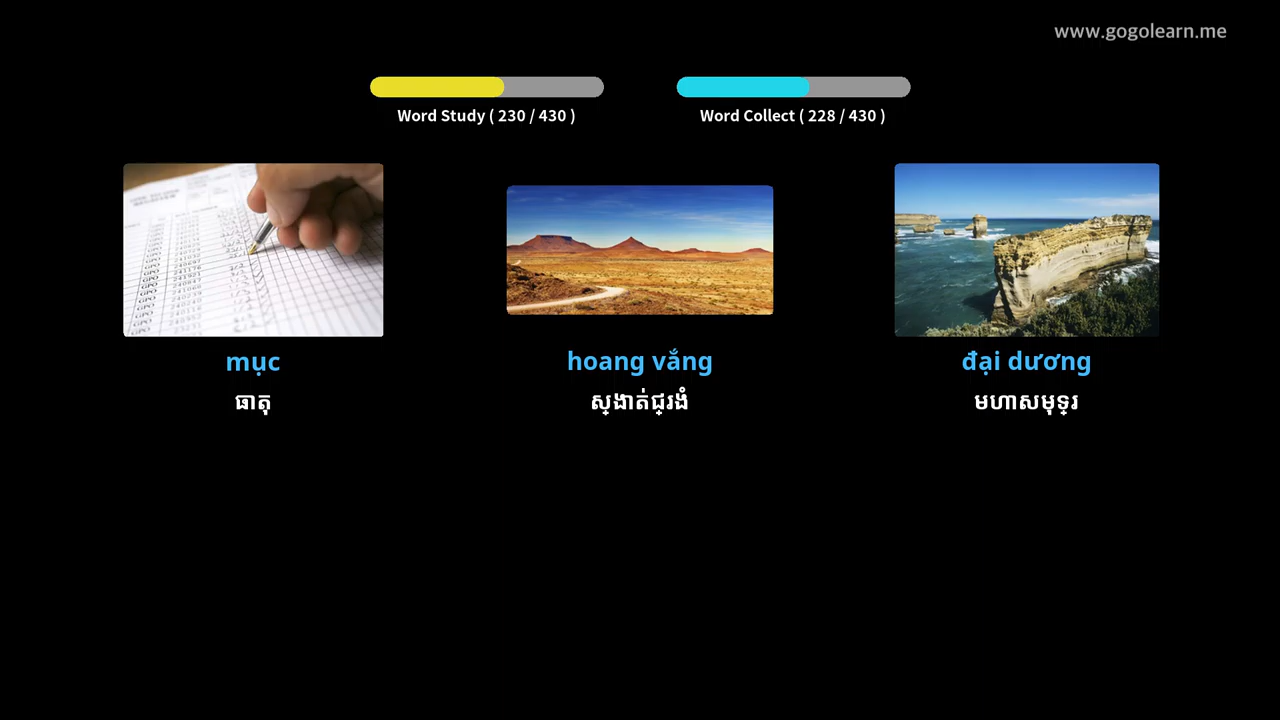 www.gogolearn.me
Word Study ( 230 / 430 )
Word Collect ( 228 / 430 )
GPO
mục
hoang vắng
đại dương
ធាតុ
ស្ងាត់ជ្រងំ
មហាសមុទ្រ